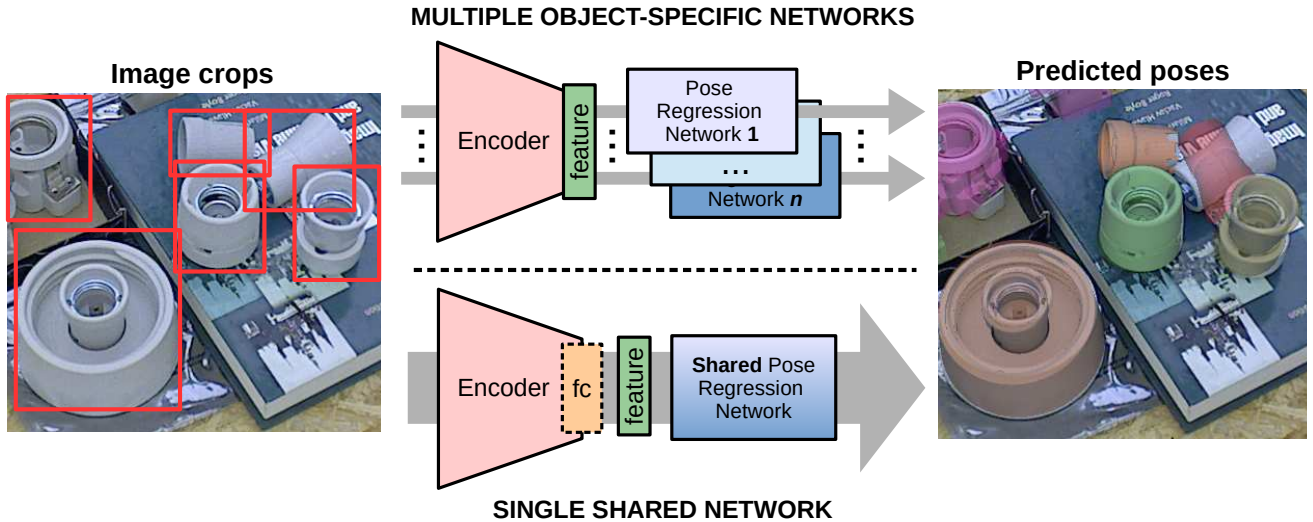 MULTIPLE OBJECT-SPECIFIC NETWORKS
Image crops
Encoder
feature
Pose
Regression
Network 1
...
Network n
Predicted poses
Encoder
fc
feature
Shared Pose
Regression
Network
SINGLE SHARED NETWORK